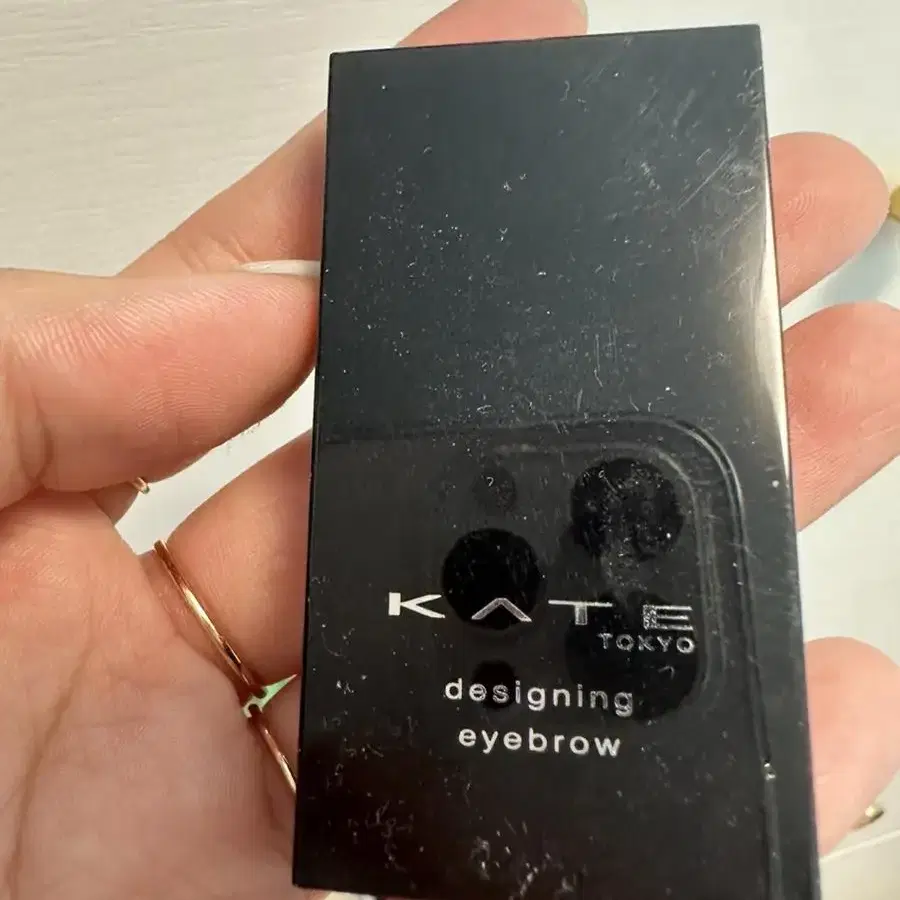 KATE
TOKYO
designing
eyebrow